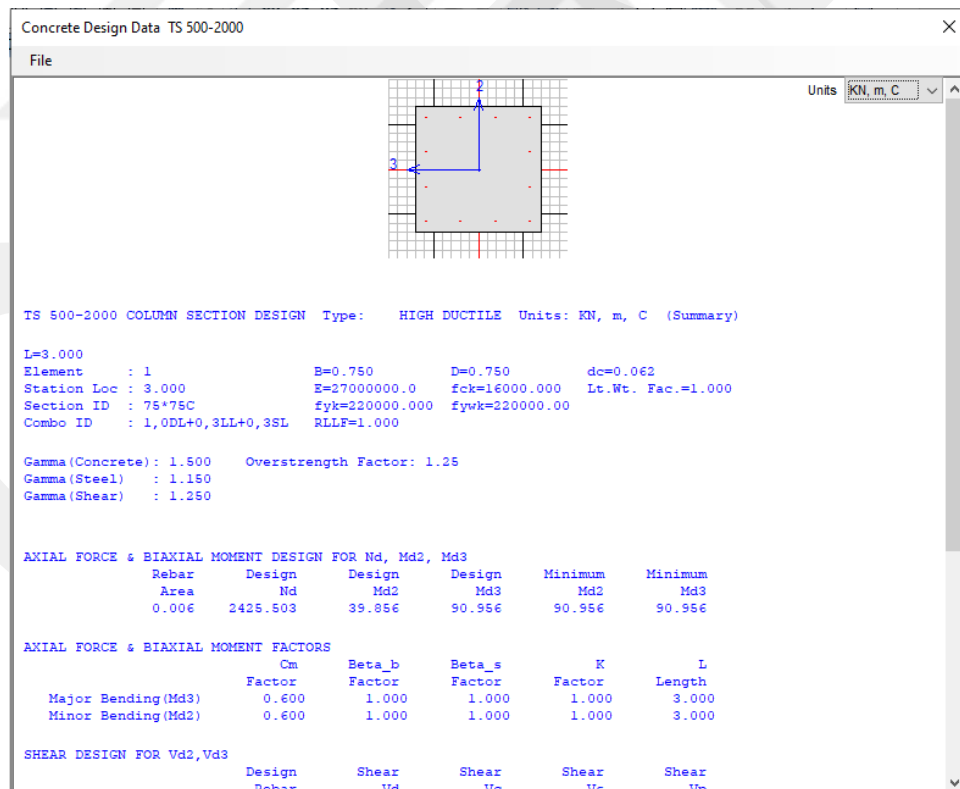 Concrete Design Data TS 500-2000
File
Units KN, m, C
2
3
TS 500-2000 COLUMN SECTION DESIGN Type: HIGH DUCTILE Units: KN, m, C (Summary)
L=3.000
Element : 1 B=0.750 D=0.750 dc=0.062
Station Loc : 3.000 E=27000000.0 fck=16000.000 Lt.Wt. Fac.=1.000
Section ID : 75*75C fyk=220000.000 fywk=220000.00
Combo ID : 1,0DL+0,3LL+0,3SL RLLF=1.000
Gamma(Concrete): 1.500 Overstrength Factor: 1.25
Gamma(Steel) : 1.150
Gamma(Shear) : 1.250
AXIAL FORCE & BIAXIAL MOMENT DESIGN FOR Nd, Md2, Md3
Rebar Design Design Design Minimum Minimum
Area Nd Md2 Md3 Md2 Md3
0.006 2425.503 39.856 90.956 90.956 90.956
AXIAL FORCE & BIAXIAL MOMENT FACTORS
Cm Beta_b Beta_s K L
Factor Factor Factor Factor Length
Major Bending(Md3) 0.600 1.000 1.000 1.000 3.000
Minor Bending(Md2) 0.600 1.000 1.000 1.000 3.000
SHEAR DESIGN FOR Vd2,Vd3
Design Shear Shear Shear Shear
Rebar Vd Vc Vs Vp